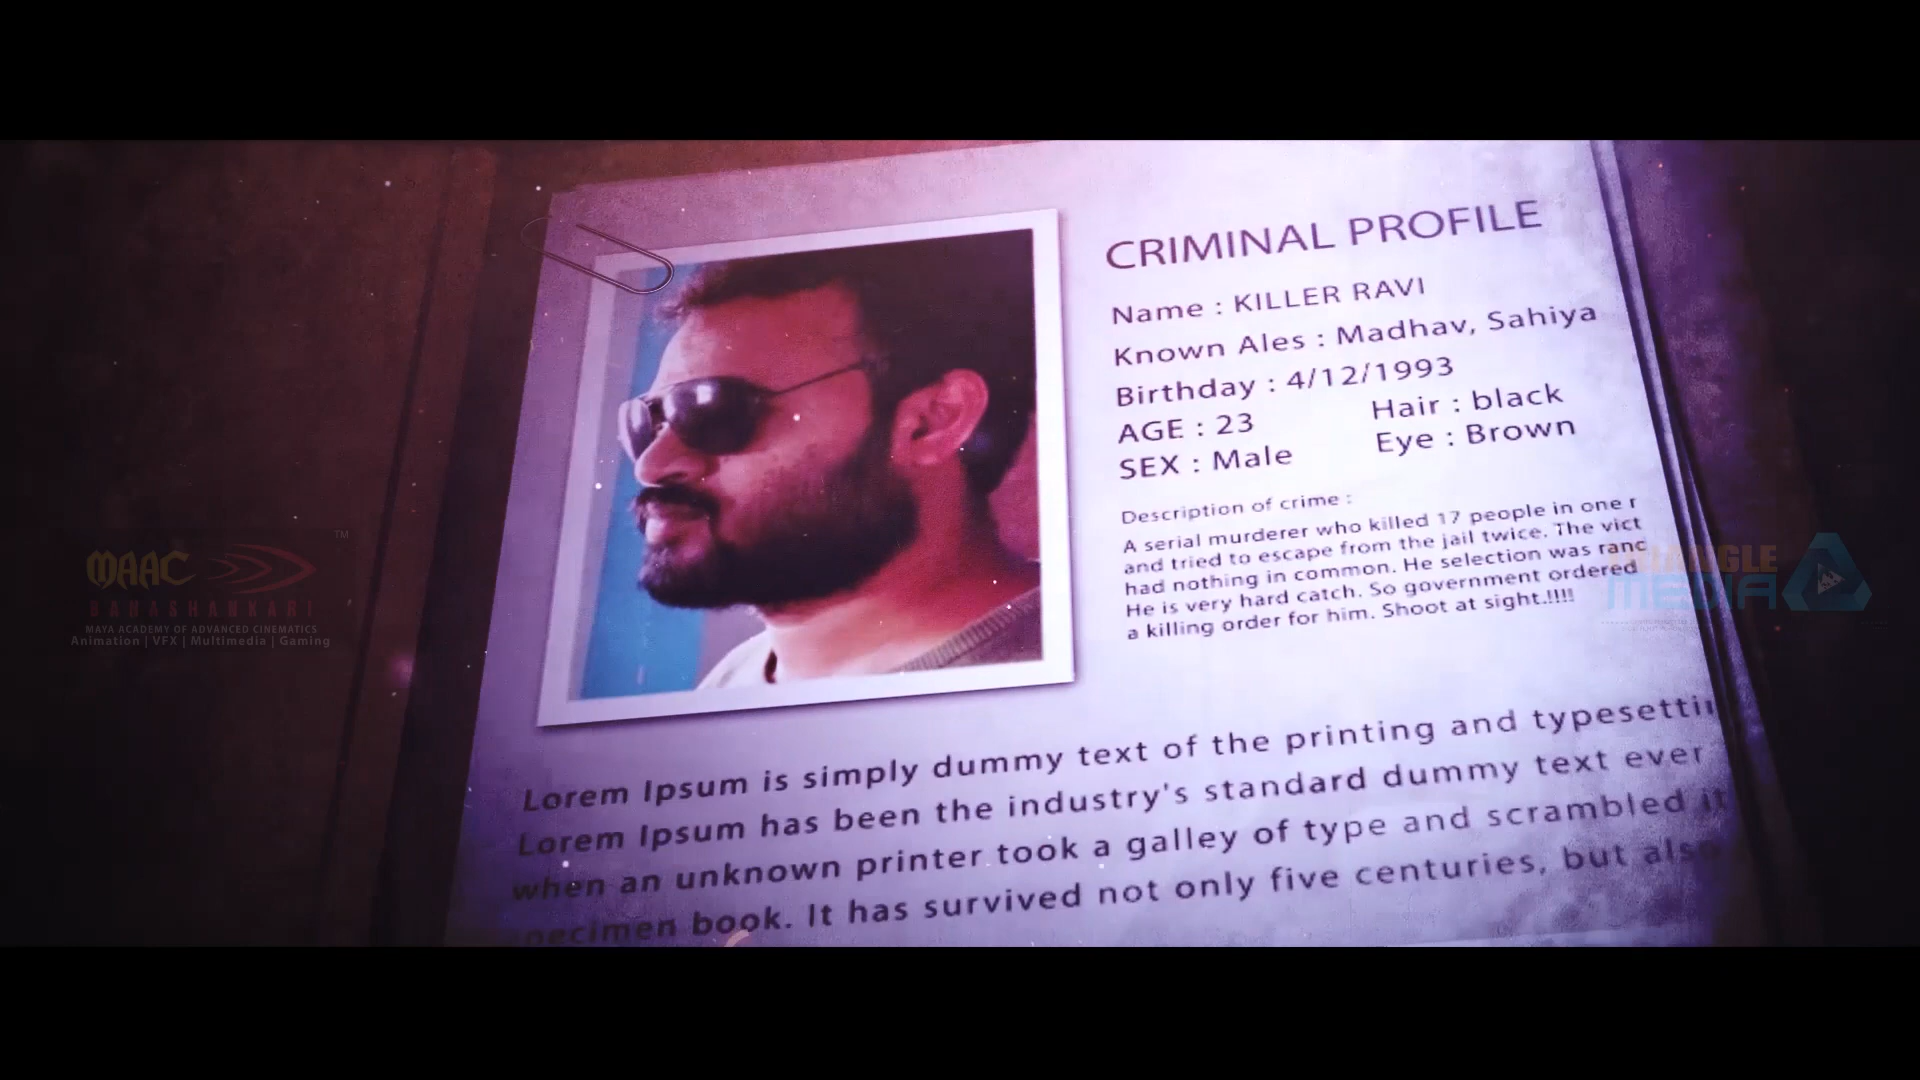 CRIMINAL PROFILE
Name : KILLER RAVI
Known Ales : Madhav, Sahiya
Birthday : 4/12/1993
AGE : 23
Hair : black
SEX : Male
Eye : Brown
Description of crime :
A serial murderer who killed 17 people in one r
and tried to escape from the jail twice. The vict
had nothing in common. He selection was ranc
He is very hard catch. So government ordered
a killing order for him. Shoot at sight.!!!!
Lorem Ipsum is simply dummy text of the printing and typesettin
Lorem Ipsum has been the industry's standard dummy text ever
when an unknown printer took a galley of type and scrambled it
specimen book. It has survived not only five centuries, but also
MAAC
TM
BANASHANKARI
MAYA ACADEMY OF ADVANCED CINEMATICS
Animation | VFX | Multimedia | Gaming
MEDIA